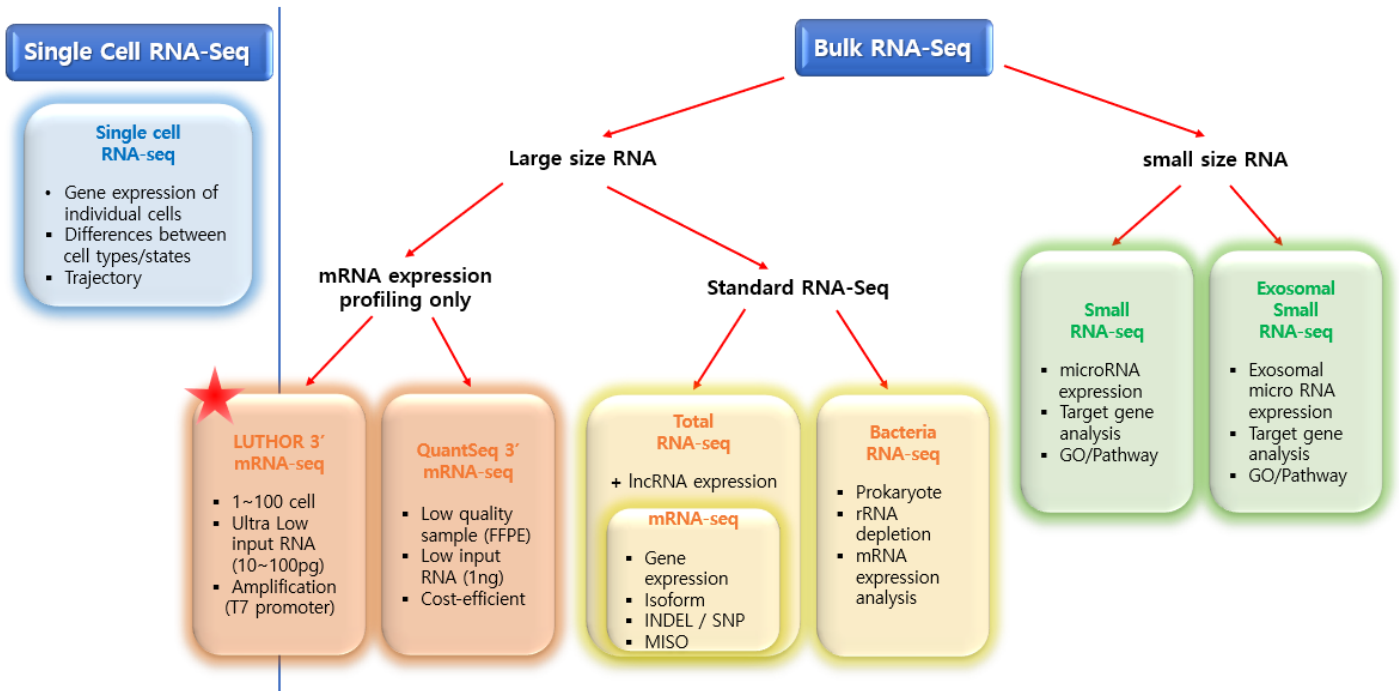 Single Cell RNA-Seq
Single cell
RNA-seq
• Gene expression of
individual cells
▪ Differences between
cell types/states
▪ Trajectory
Bulk RNA-Seq
Large size RNA
small size RNA
mRNA expression
profiling only
Standard RNA-Seq
LUTHOR 3′
mRNA-seq
▪ 1~100 cell
▪ Ultra Low
input RNA
(10~100pg)
▪ Amplification
(T7 promoter)
QuantSeq 3′
mRNA-seq
▪ Low quality
sample (FFPE)
▪ Low input
RNA (1ng)
▪ Cost-efficient
Total
RNA-seq
+ lncRNA expression
mRNA-seq
▪ Gene
expression
▪ Isoform
▪ INDEL / SNP
▪ MISO
Bacteria
RNA-seq
▪ Prokaryote
▪ rRNA
depletion
▪ mRNA
expression
analysis
Small
RNA-seq
▪ microRNA
expression
▪ Target gene
analysis
▪ GO/Pathway
Exosomal
Small
RNA-seq
▪ Exosomal
micro RNA
expression
▪ Target gene
analysis
▪ GO/Pathway